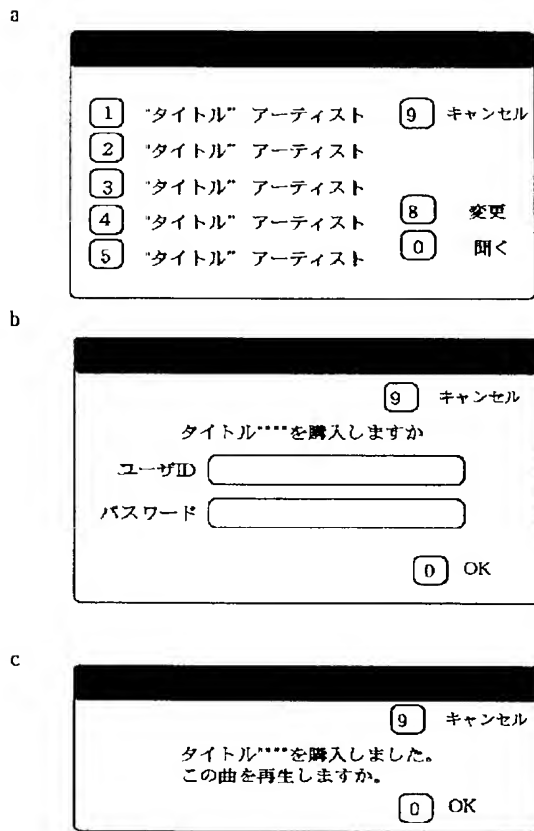 a
1 "タイトル" アーティスト 9 キャンセル
2 "タイトル" アーティスト
3 "タイトル" アーティスト
4 "タイトル" アーティスト 8 変更
5 "タイトル" アーティスト 0 聞く
b
9 キャンセル
タイトル****を購入しますか
ユーザID
パスワード
0 OK
c
9 キャンセル
タイトル****を購入しました。
この曲を再生しますか。
0 OK